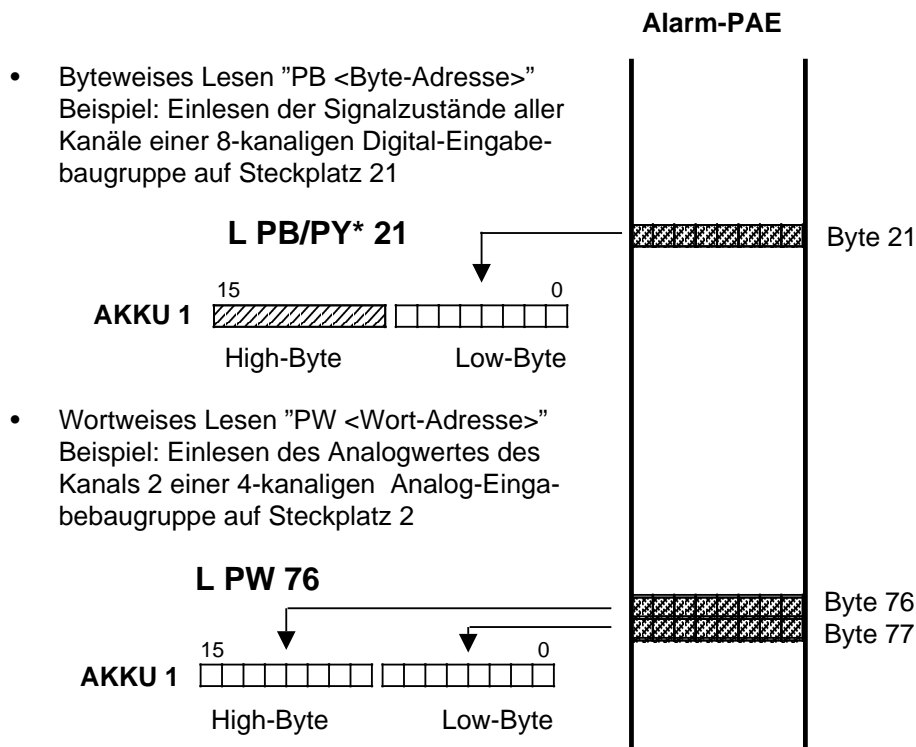 Alarm-PAE
• Byteweises Lesen ”PB <Byte-Adresse>”
Beispiel: Einlesen der Signalzustände aller
Kanäle einer 8-kanaligen Digital-Eingabe-
baugruppe auf Steckplatz 21
L PB/PY* 21
Byte 21
15 0
AKKU 1
High-Byte Low-Byte
• Wortweises Lesen ”PW <Wort-Adresse>”
Beispiel: Einlesen des Analogwertes des
Kanals 2 einer 4-kanaligen Analog-Einga-
bebaugruppe auf Steckplatz 2
L PW 76
Byte 76
Byte 77
15 0
AKKU 1
High-Byte Low-Byte